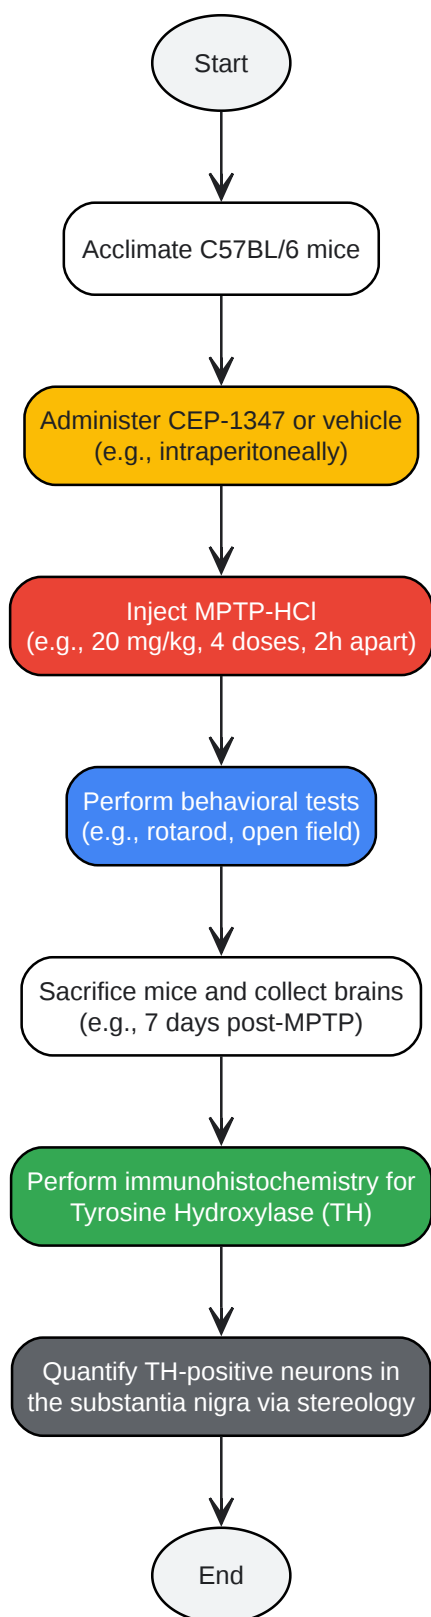 Start
Acclimate C57BL/6 mice
Administer CEP-1347 or vehicle
(e.g., intraperitoneally)
Inject MPTP-HCl
(e.g., 20 mg/kg, 4 doses, 2h apart)
Perform behavioral tests
(e.g., rotarod, open field)
Sacrifice mice and collect brains
(e.g., 7 days post-MPTP)
Perform immunohistochemistry for
Tyrosine Hydroxylase (TH)
Quantify TH-positive neurons in
the substantia nigra via stereology
End